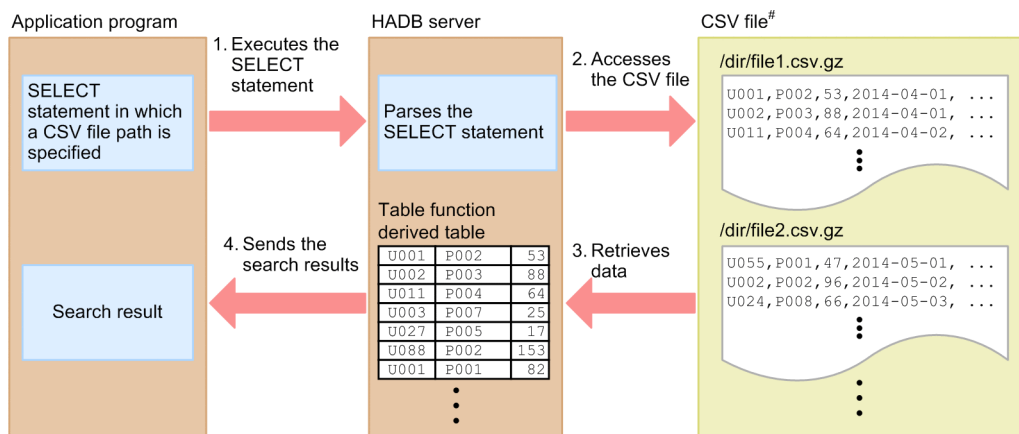 Application program
HADB server
CSV file#
1. Executes the
SELECT
statement
2. Accesses
the CSV file
/dir/file1.csv.gz
SELECT
statement in which
a CSV file path is
specified
Parses the
SELECT statement
U001,P002,53,2014-04-01, ...
U002,P003,88,2014-04-01, ...
U011,P004,64,2014-04-02, ...
Table function
derived table
4. Sends the
search results
3. Retrieves
data
/dir/file2.csv.gz
U001 P002 53
U002 P003 88
U011 P004 64
U003 P007 25
U027 P005 17
U088 P002 153
U001 P001 82
Search result
U055,P001,47,2014-05-01, ...
U002,P002,96,2014-05-02, ...
U024,P008,66,2014-05-03, ...